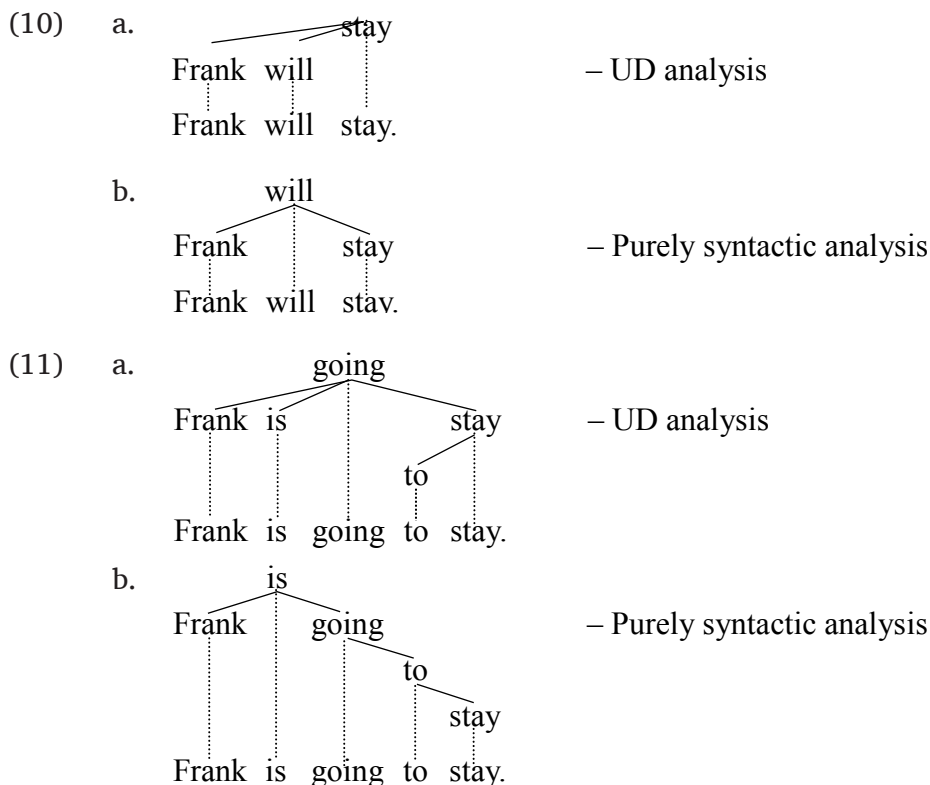 (10) a. stay
Frank will – UD analysis
Frank will stay.
b. will
Frank stay – Purely syntactic analysis
Frank will stay.
(11) a. going
Frank is stay – UD analysis
to
Frank is going to stay.
b. is
Frank going – Purely syntactic analysis
to
stay
Frank is going to stay.